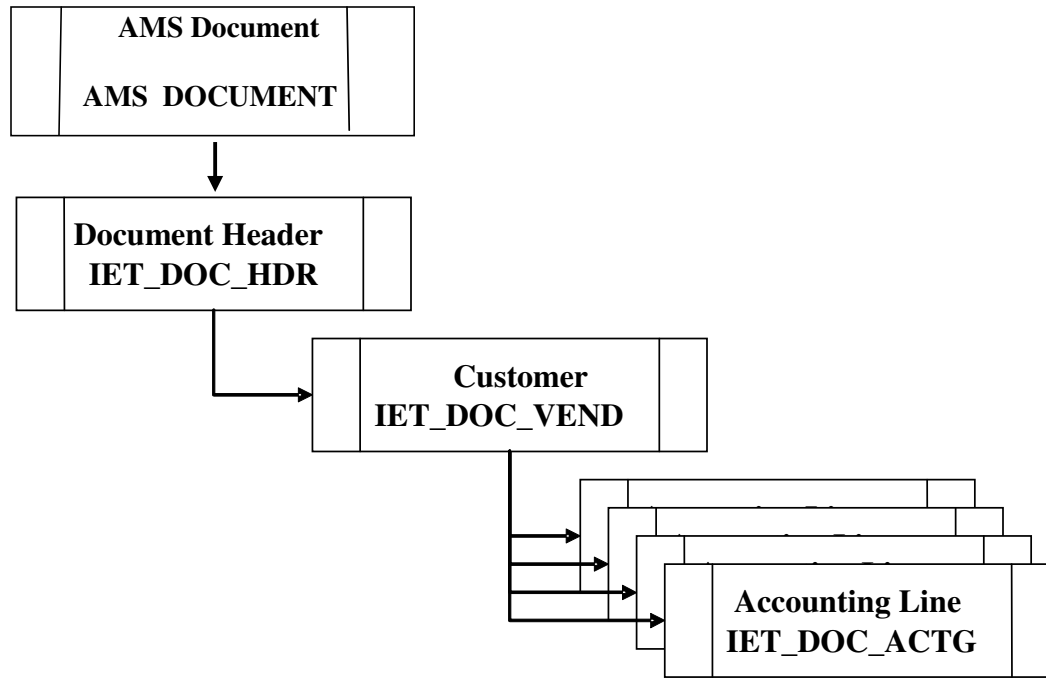 AMS Document
AMS DOCUMENT
Document Header
IET_DOC_HDR
Customer
IET_DOC_VEND
Accounting Line
IET_DOC_ACTG